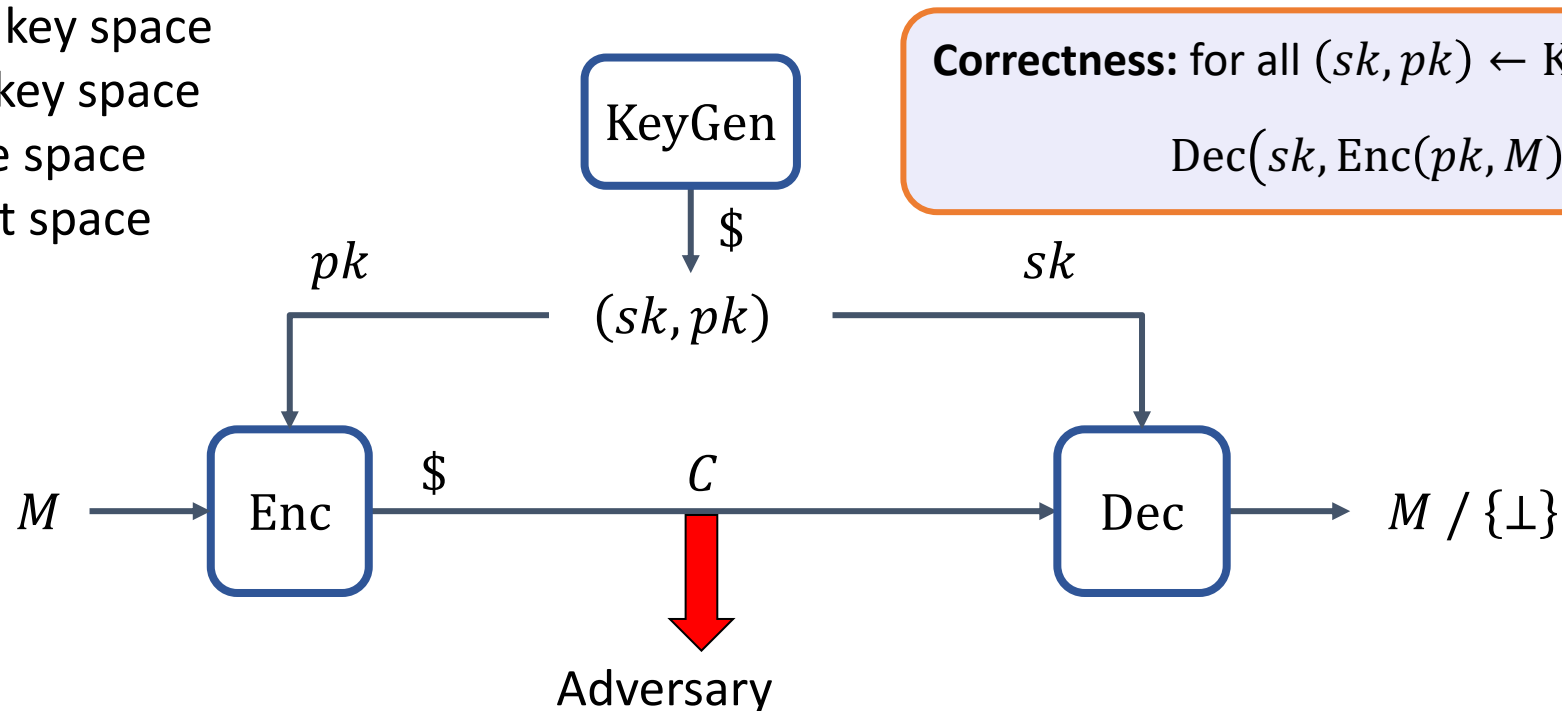 key space
key space
e space
t space
KeyGen
Correctness: for all (𝑠𝑘, 𝑝𝑘) ← K
Dec(𝑠𝑘, Enc(𝑝𝑘, 𝑀)
$
𝑝𝑘
𝑠𝑘
(𝑠𝑘, 𝑝𝑘)
𝑀
Enc
$
𝐶
Dec
𝑀 / {⊥}
Adversary